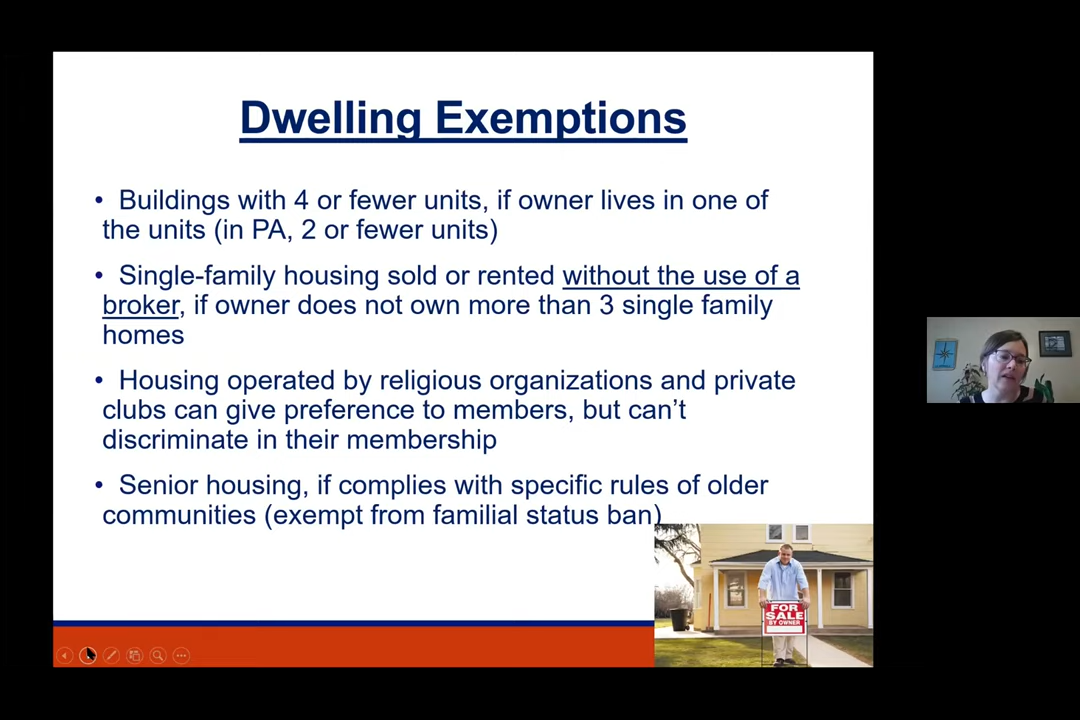 Dwelling Exemptions
• Buildings with 4 or fewer units, if owner lives in one of
the units (in PA, 2 or fewer units)
• Single-family housing sold or rented without the use of a
broker, if owner does not own more than 3 single family
homes
• Housing operated by religious organizations and private
clubs can give preference to members, but can’t
discriminate in their membership
• Senior housing, if complies with specific rules of older
communities (exempt from familial status ban)
FOR
SALE
BY OWNER